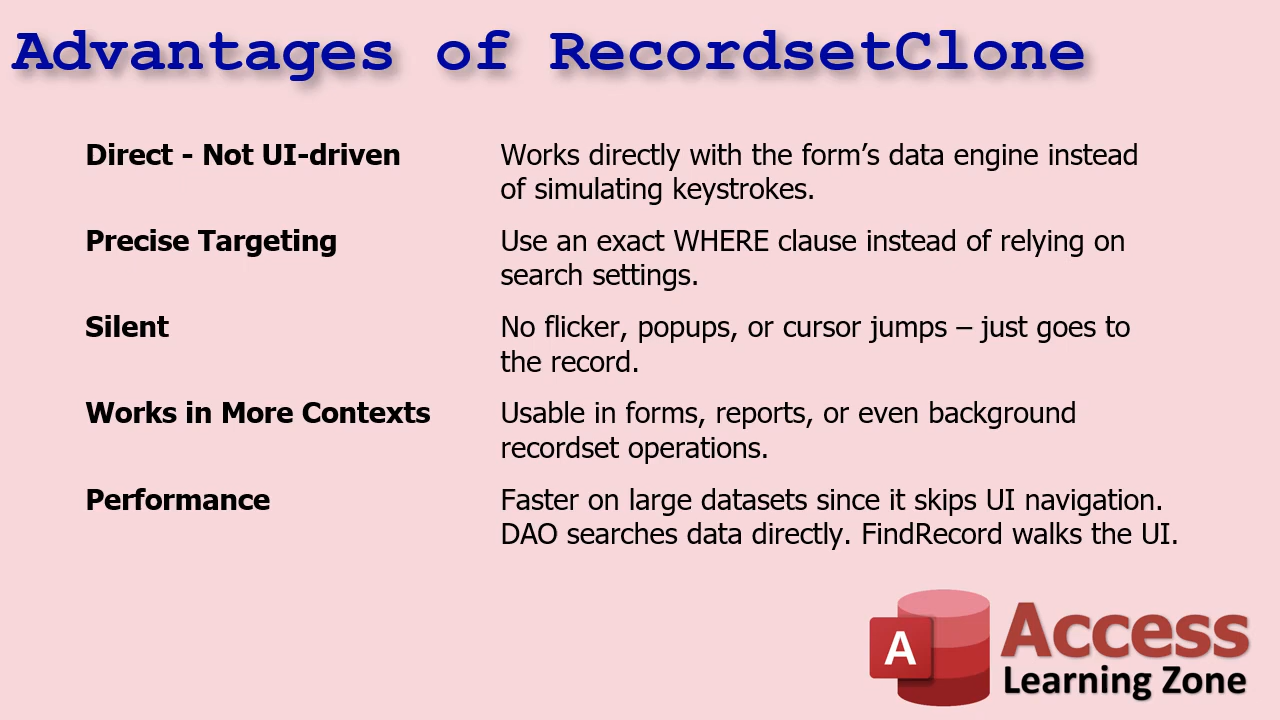 Advantages of RecordsetClone
Direct - Not UI-driven
Works directly with the form’s data engine instead
of simulating keystrokes.
Precise Targeting
Use an exact WHERE clause instead of relying on
search settings.
Silent
No flicker, popups, or cursor jumps – just goes to
the record.
Works in More Contexts
Usable in forms, reports, or even background
recordset operations.
Performance
Faster on large datasets since it skips UI navigation.
DAO searches data directly. FindRecord walks the UI.
A
Access
Learning Zone